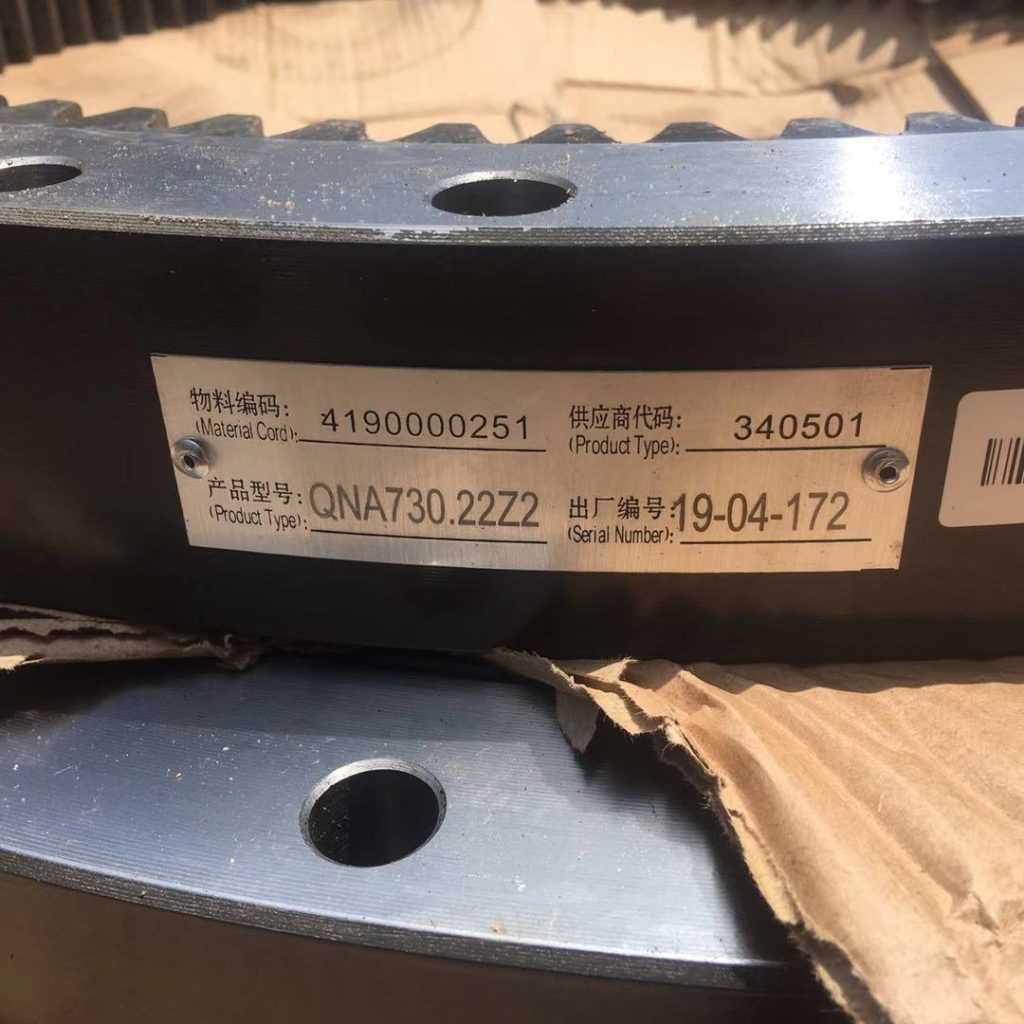 物料编码: 4190000251 供应商代码: 340501
(Material Cord): (Product Type):
产品型号: QNA730.22Z2 出厂编号: 19-04-172
(Product Type): (Serial Number):